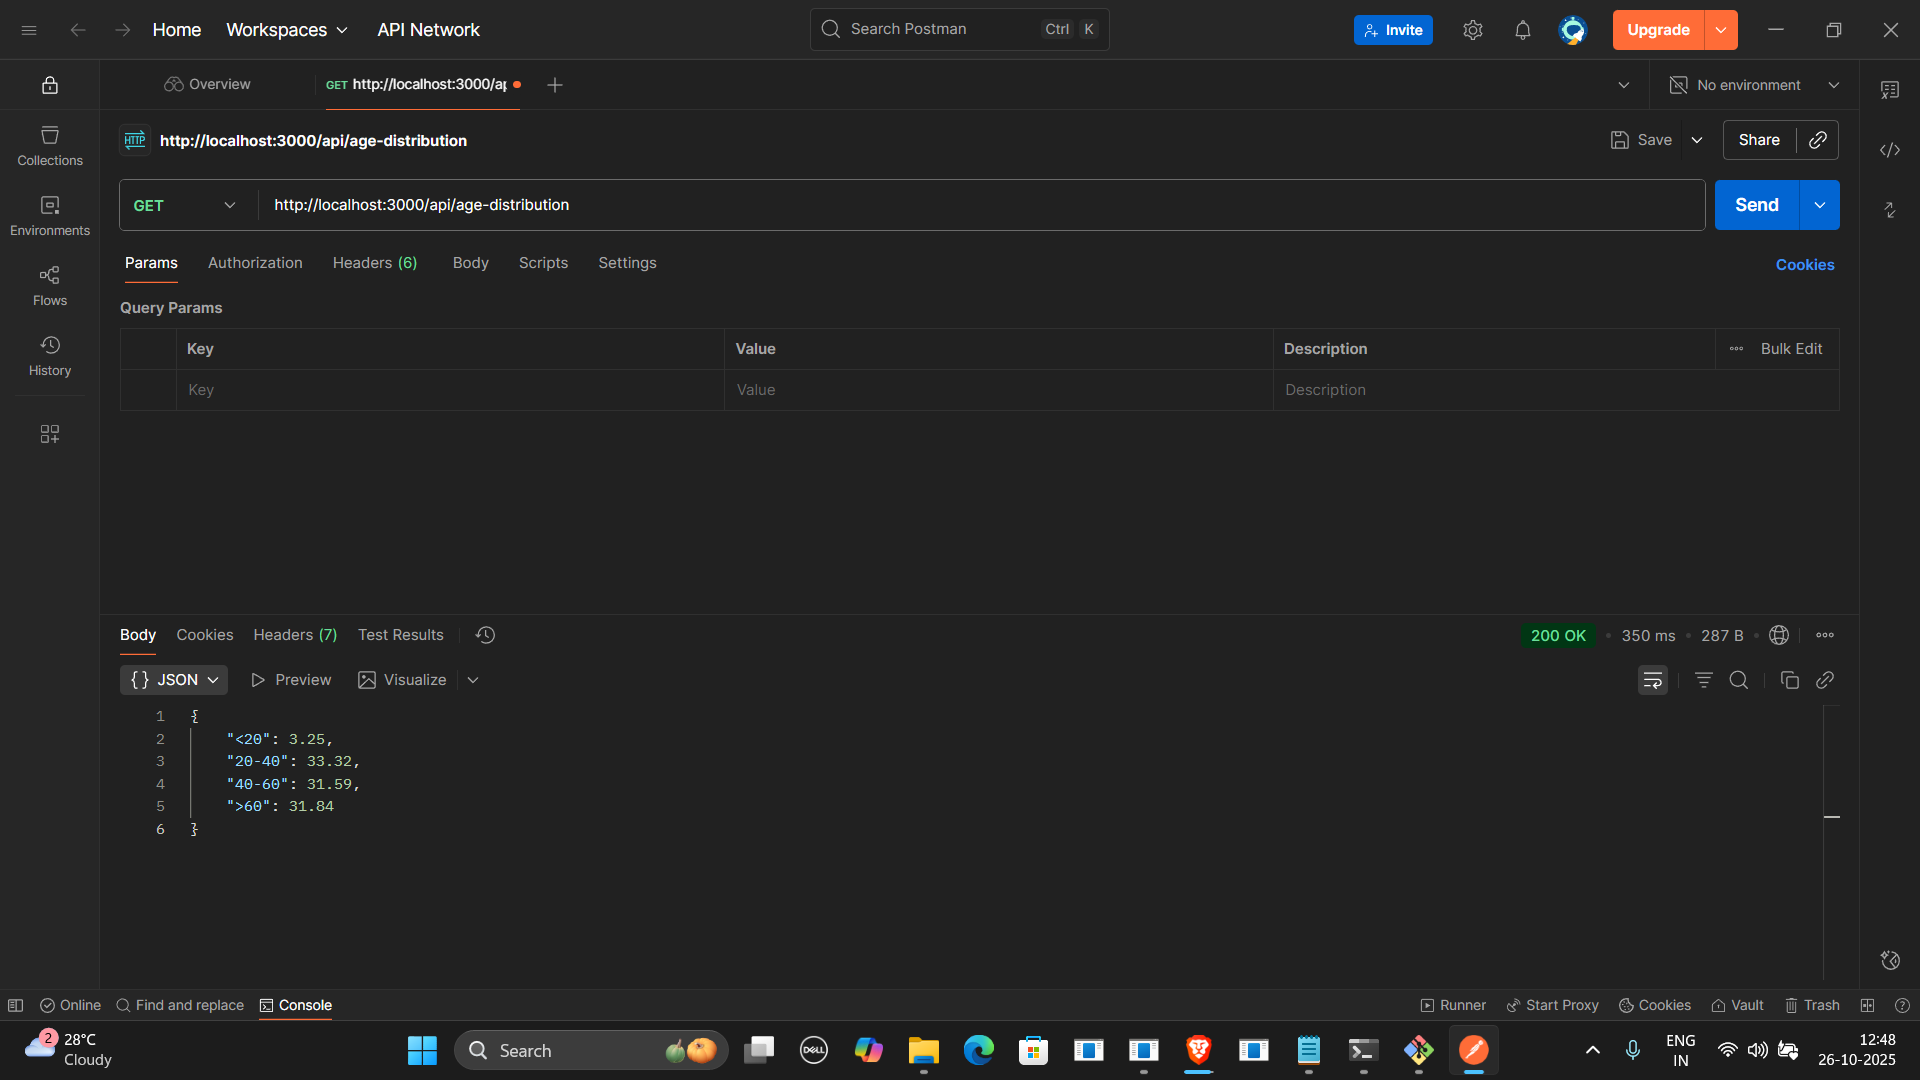 Home Workspaces API Network Search Postman Ctrl K Invite Upgrade
Overview GET http://localhost:3000/ap No environment
HTTP http://localhost:3000/api/age-distribution Save Share
GET http://localhost:3000/api/age-distribution Send
Collections
Environments
Flows
History
Params Authorization Headers (6) Body Scripts Settings Cookies
Query Params
Key Value Description Bulk Edit
Key Value Description
Body Cookies Headers (7) Test Results 200 OK 350 ms 287 B
{} JSON Preview Visualize
1 {
2 "<20": 3.25,
3 "20-40": 33.32,
4 "40-60": 31.59,
5 ">60": 31.84
6 }
Online Find and replace Console Runner Start Proxy Cookies Vault Trash
2 28°C
Cloudy
Search
DELL
ENG
IN
12:48
26-10-2025